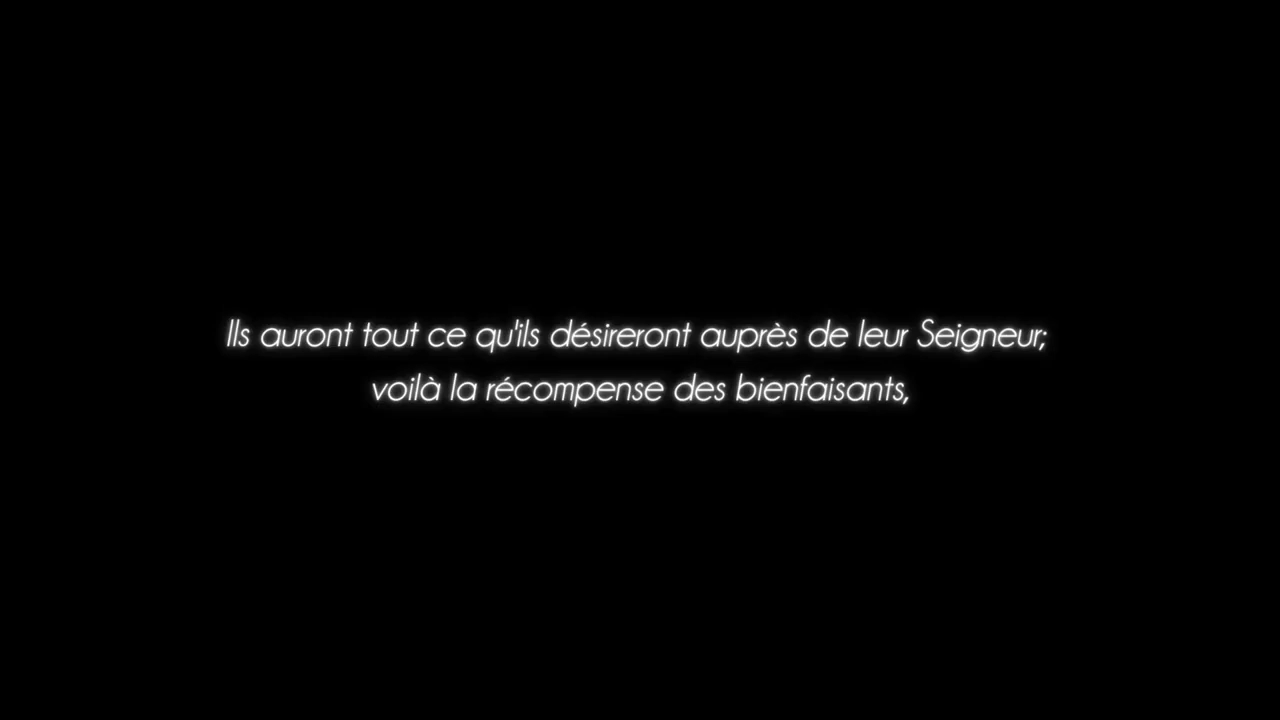 Ils auront tout ce qu'ils désireront auprès de leur Seigneur;
voilà la récompense des bienfaisants,